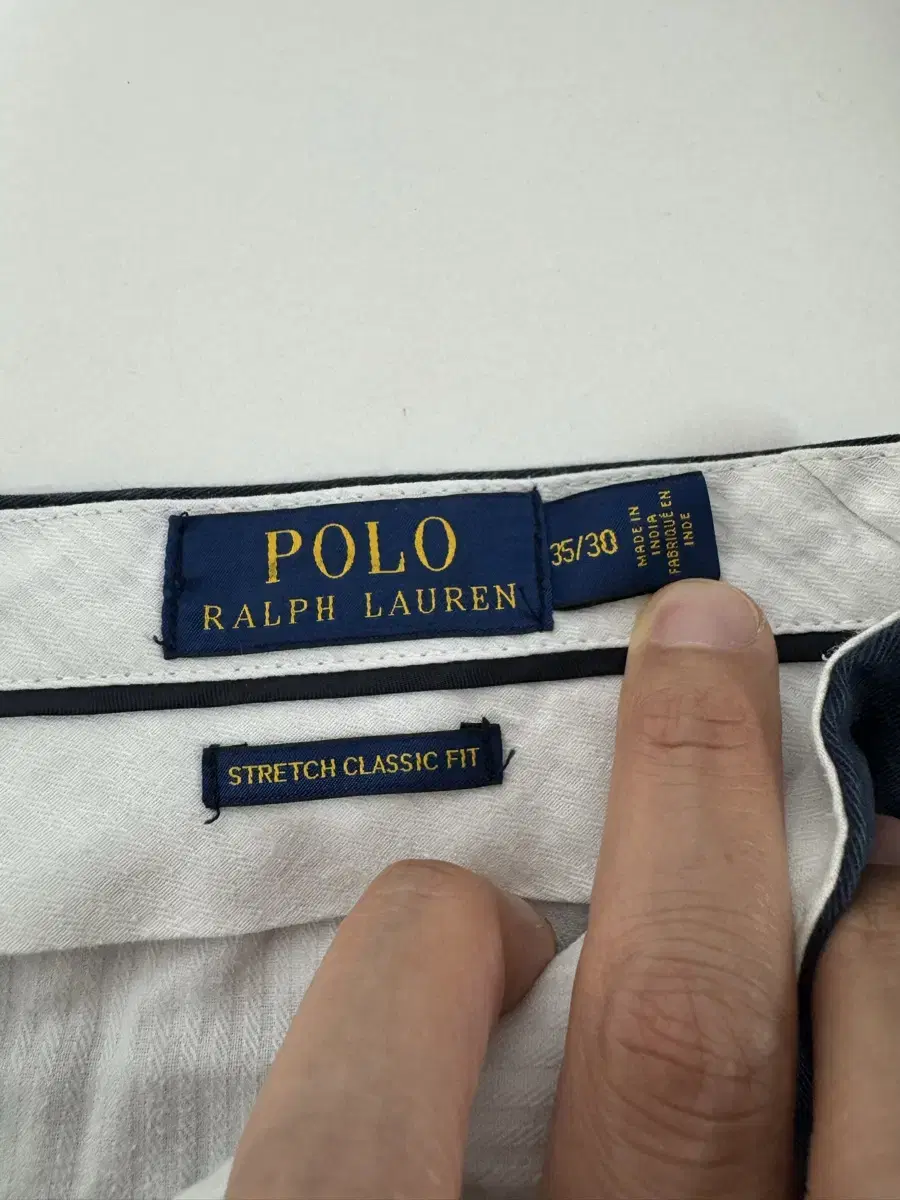 POLO
RALPH LAUREN
35/30
MADE IN
INDIA
FABRIQUÉ EN
INDE
STRETCH CLASSIC FIT